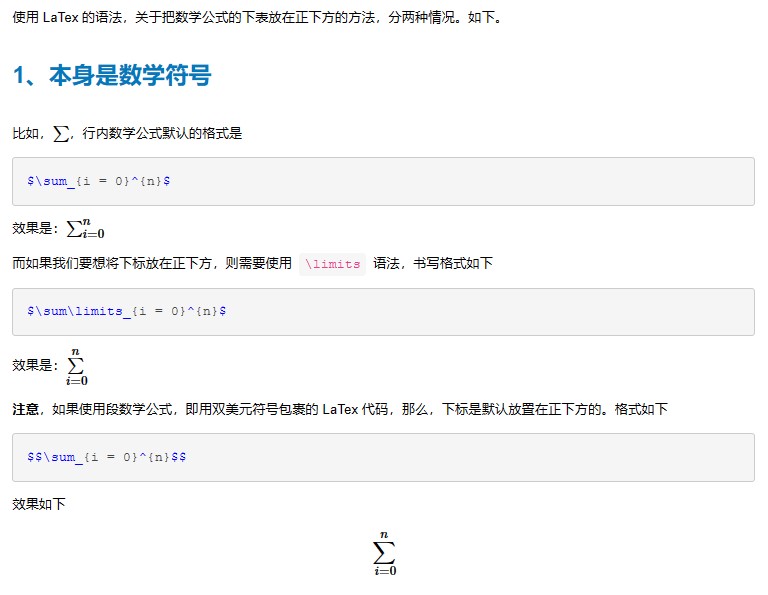 使用 LaTex 的语法，关于把数学公式的下表放在正下方的方法，分两种情况。如下。
1、本身是数学符号
比如，∑，行内数学公式默认的格式是
$\sum_{i = 0}^{n}$
效果是：∑_{i=0}^{n}
而如果我们要想将下标放在正下方，则需要使用 \limits 语法，书写格式如下
$\sum\limits_{i = 0}^{n}$
效果是：
n
∑
i=0
注意，如果使用段数学公式，即用双美元符号包裹的 LaTex 代码，那么，下标是默认放置在正下方的。格式如下
$$\sum_{i = 0}^{n}$$
效果如下
n
∑
i=0